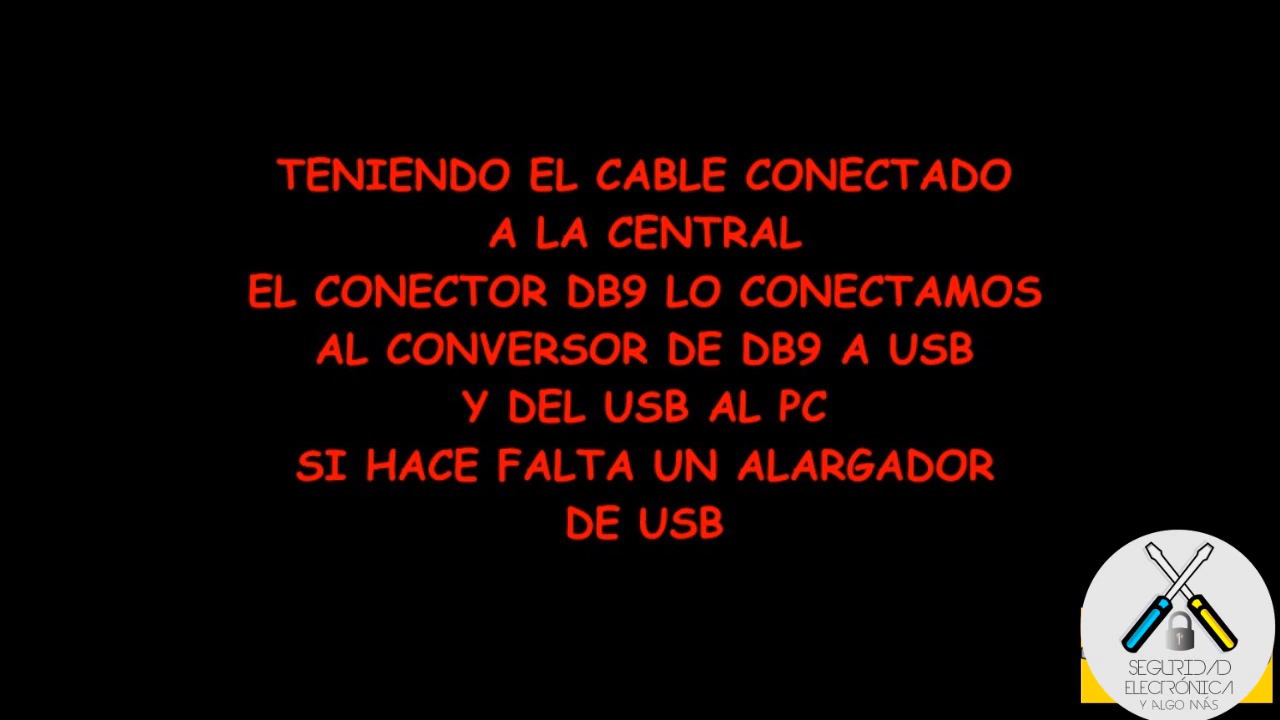 TENIENDO EL CABLE CONECTADO
A LA CENTRAL
EL CONECTOR DB9 LO CONECTAMOS
AL CONVERSOR DE DB9 A USB
Y DEL USB AL PC
SI HACE FALTA UN ALARGADOR
DE USB
SEGURIDAD
ELECTRÓNICA
Y ALGO MÁS